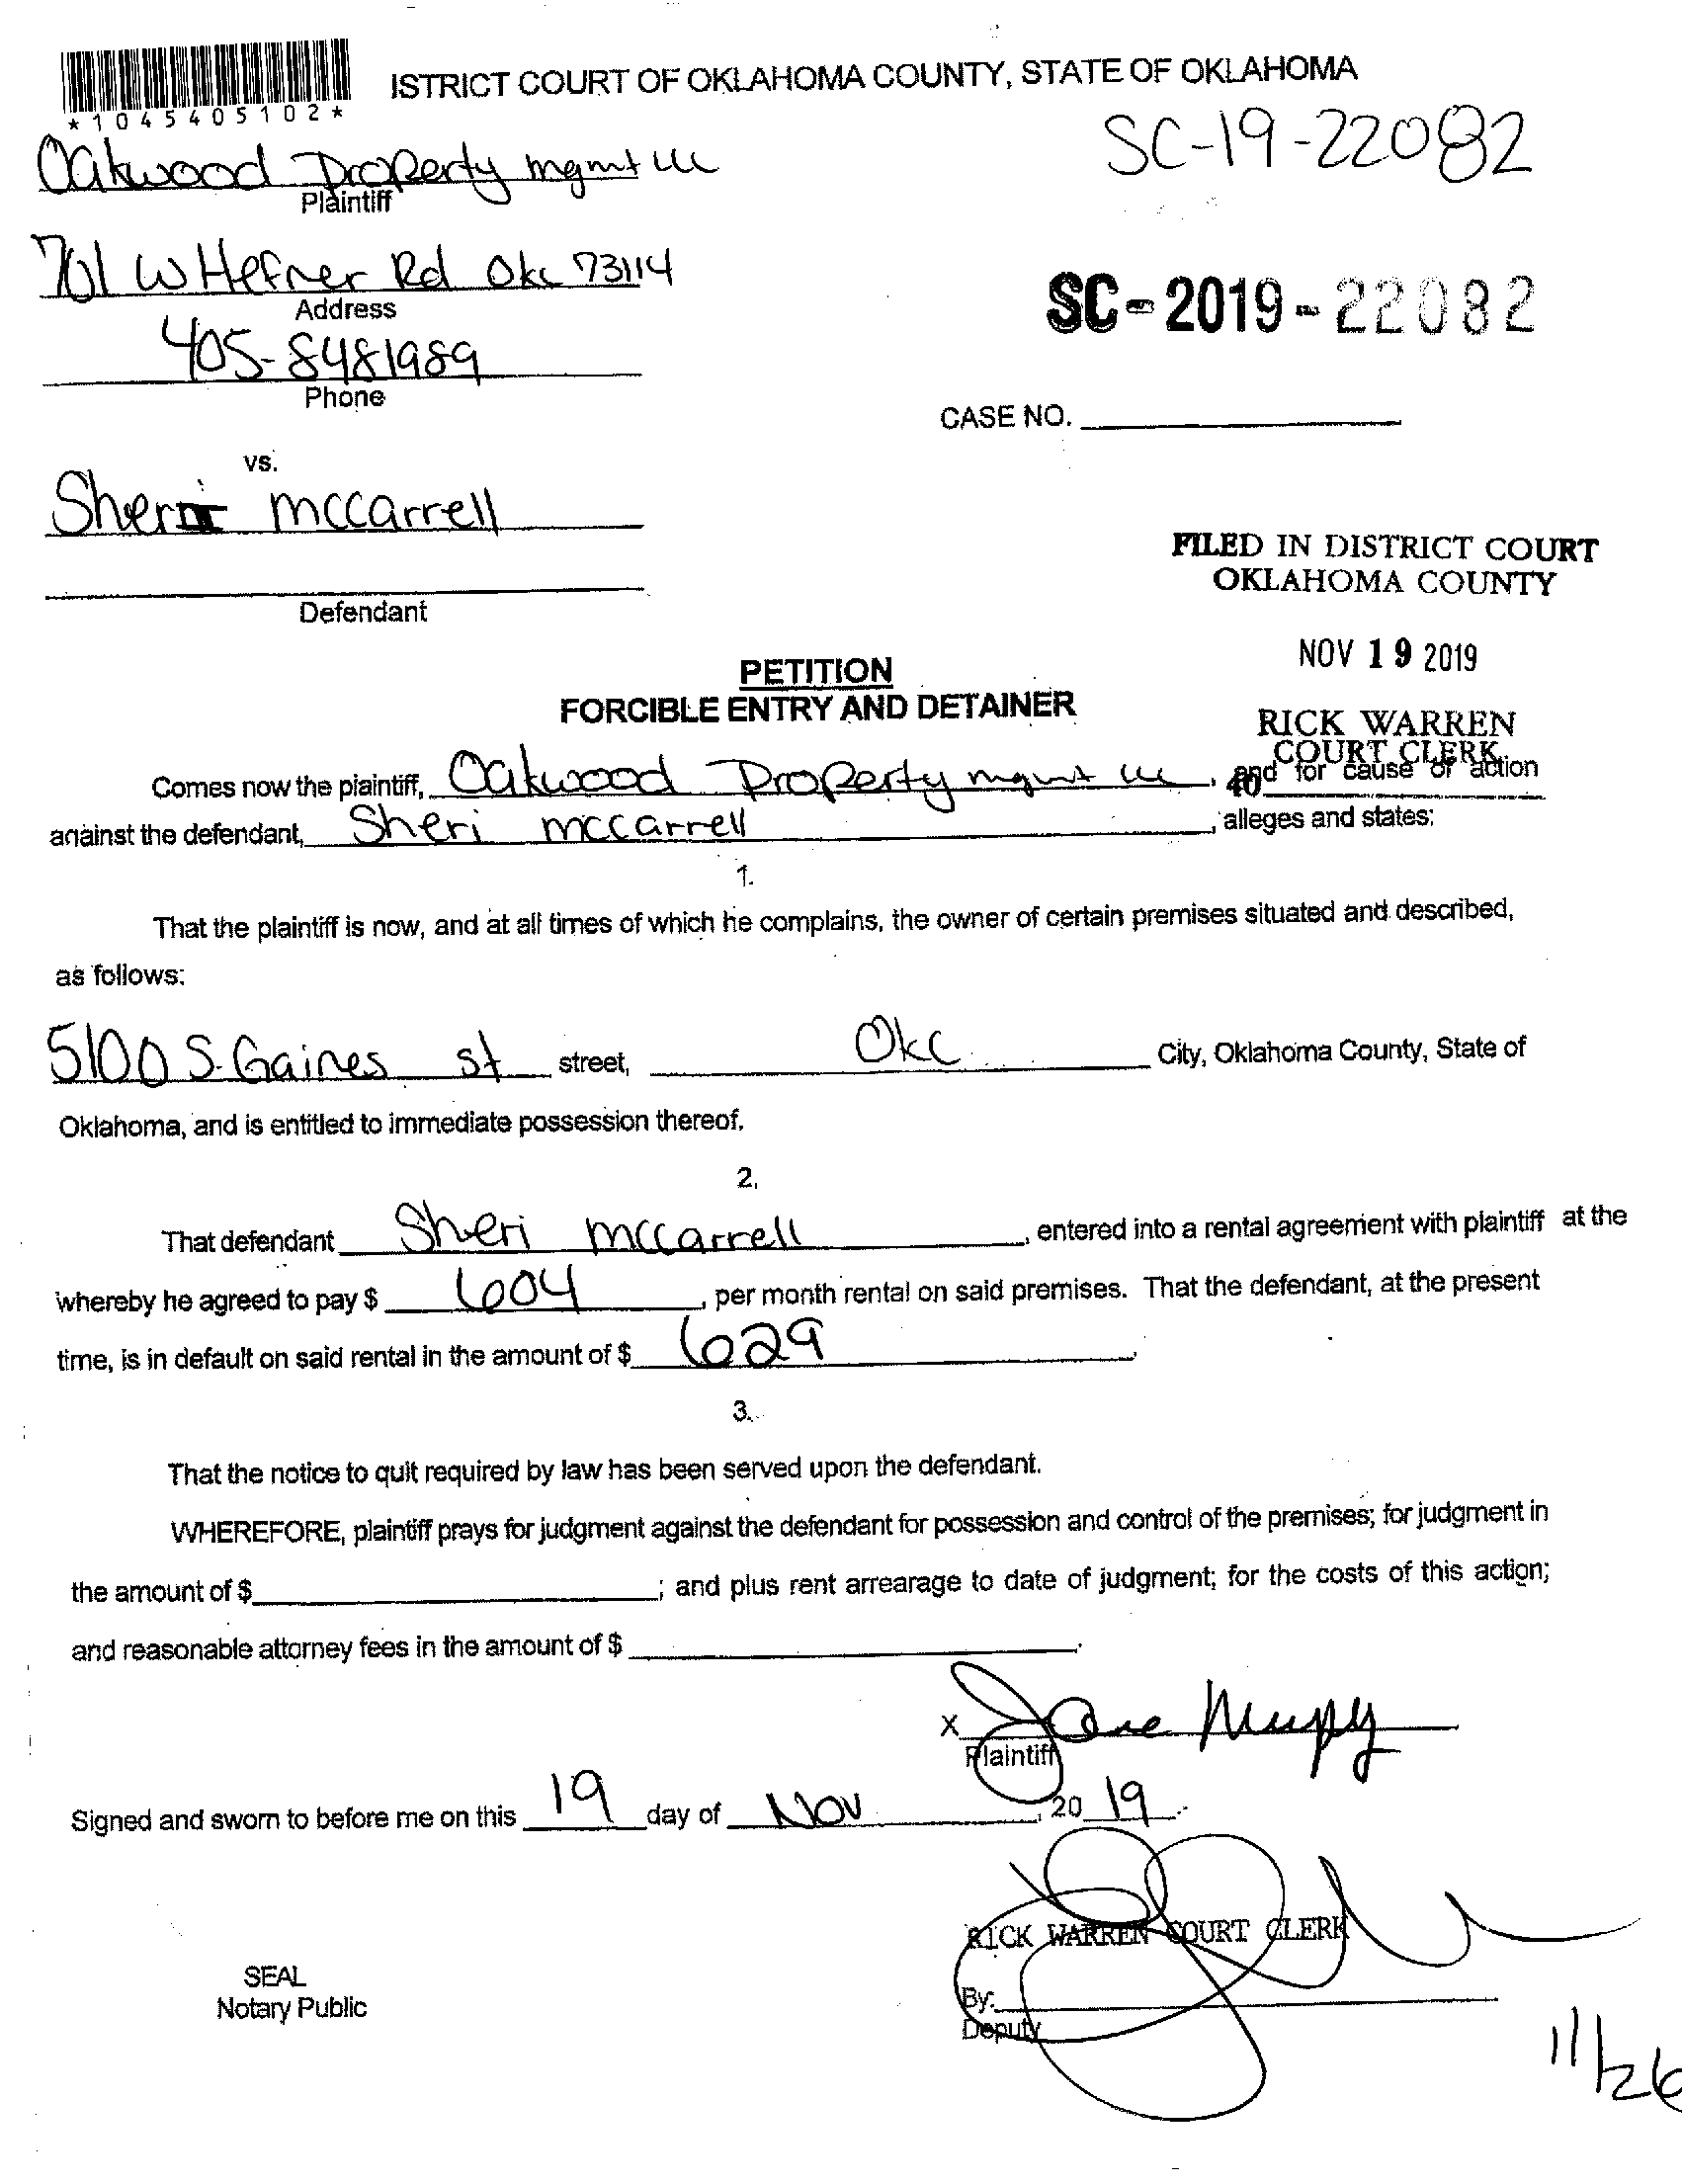 ISTRICT COURT OF OKLAHOMA COUNTY, STATE OF OKLAHOMA
*1045405102*
SC-19-22082
Oakwood Property mgmt llc
Plaintiff
701 W Hefner Rd Okc 73114
Address
SC-2019-22082
405-8481989
Phone
CASE NO.
vs.
Sheri mccarrell
FILED IN DISTRICT COURT
OKLAHOMA COUNTY
Defendant
NOV 19 2019
PETITION
FORCIBLE ENTRY AND DETAINER
RICK WARREN
COURT CLERK
40
Comes now the plaintiff, Oakwood Property mgmt llc, and for cause of action
against the defendant, Sheri mccarrell, alleges and states:
1.
That the plaintiff is now, and at all times of which he complains, the owner of certain premises situated and described,
as follows:
5100 S. Gaines st street, Okc City, Oklahoma County, State of
Oklahoma, and is entitled to immediate possession thereof.
2.
That defendant Sheri mccarrell, entered into a rental agreement with plaintiff at the
whereby he agreed to pay $ 604, per month rental on said premises. That the defendant, at the present
time, is in default on said rental in the amount of $ 629.
3.
That the notice to quit required by law has been served upon the defendant.
WHEREFORE, plaintiff prays for judgment against the defendant for possession and control of the premises; for judgment in
the amount of $ ; and plus rent arrearage to date of judgment; for the costs of this action;
and reasonable attorney fees in the amount of $ .
X
Plaintiff
Signed and sworn to before me on this 19 day of Nov, 20 19.
RICK WARREN COURT CLERK
SEAL
Notary Public
By:
Deputy
11/26